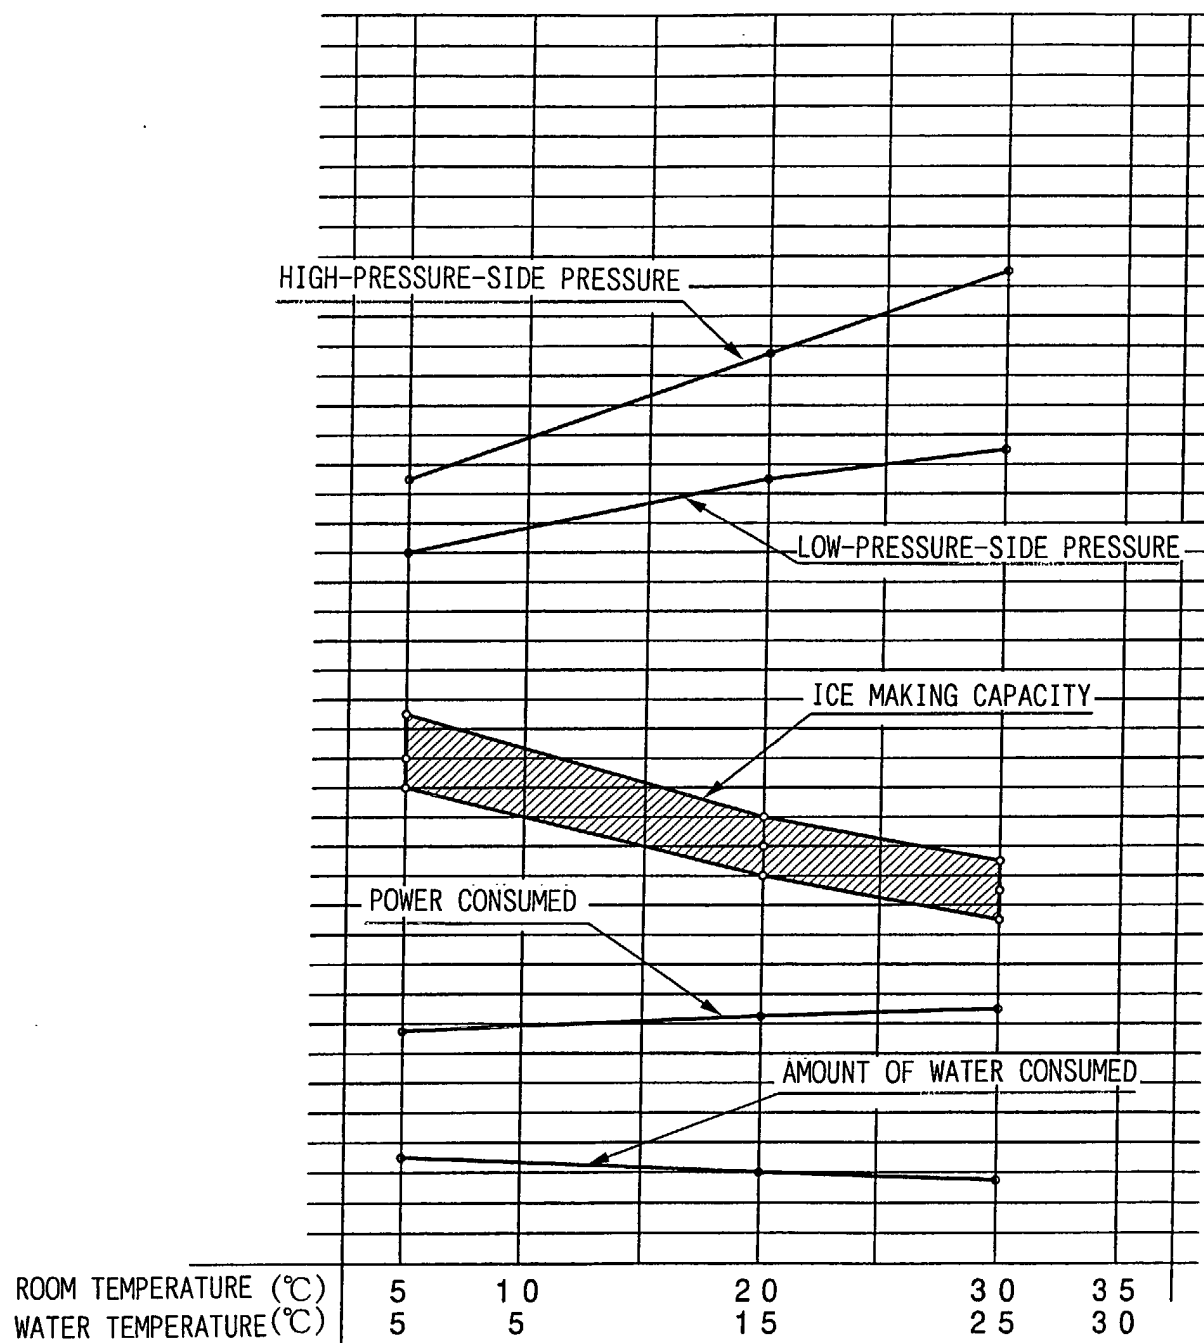 HIGH-PRESSURE-SIDE PRESSURE
LOW-PRESSURE-SIDE PRESSURE
ICE MAKING CAPACITY
POWER CONSUMED
AMOUNT OF WATER CONSUMED
ROOM TEMPERATURE (℃) 5 10 20 30 35
WATER TEMPERATURE (℃) 5 5 15 25 30